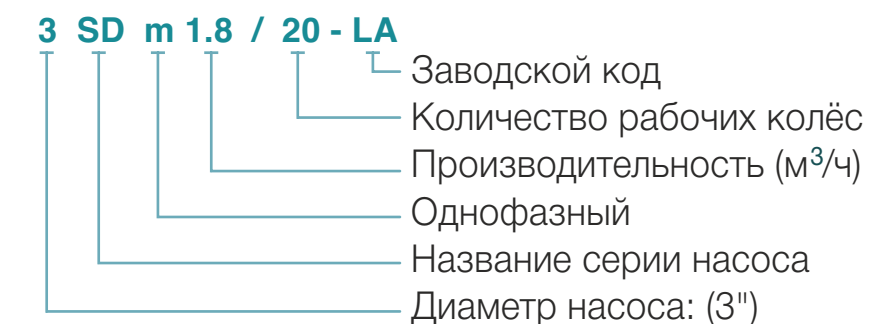 3 SD m 1.8 / 20 - LA
Заводской код
Количество рабочих колёс
Производительность (м³/ч)
Однофазный
Название серии насоса
Диаметр насоса: (3")